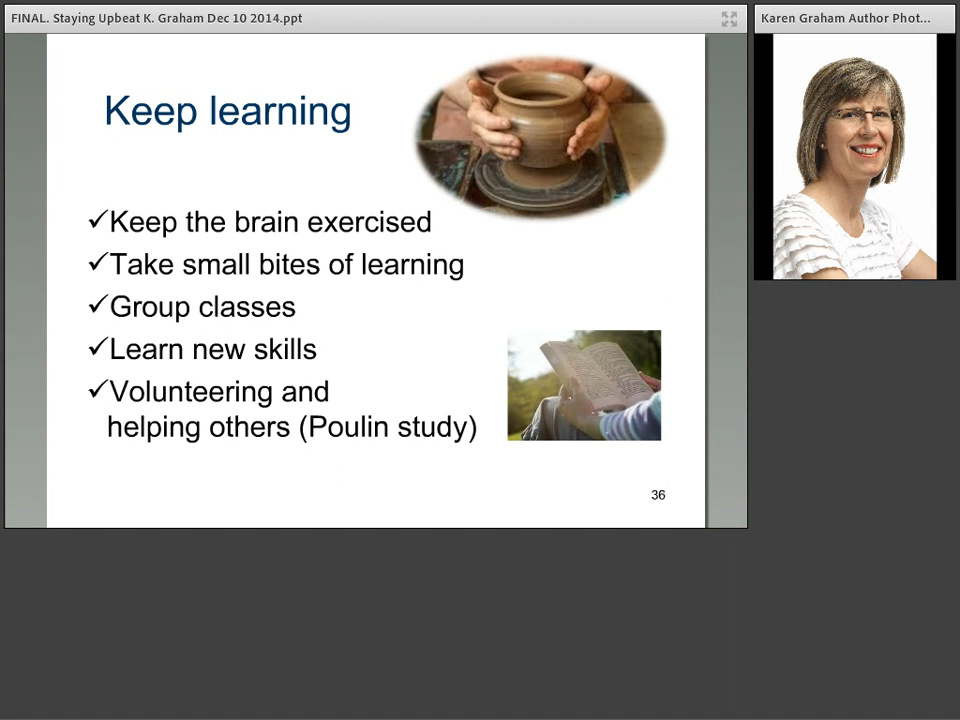 FINAL. Staying Upbeat K. Graham Dec 10 2014.ppt
Karen Graham Author Phot...
Keep learning
✓Keep the brain exercised
✓Take small bites of learning
✓Group classes
✓Learn new skills
✓Volunteering and
helping others (Poulin study)
36